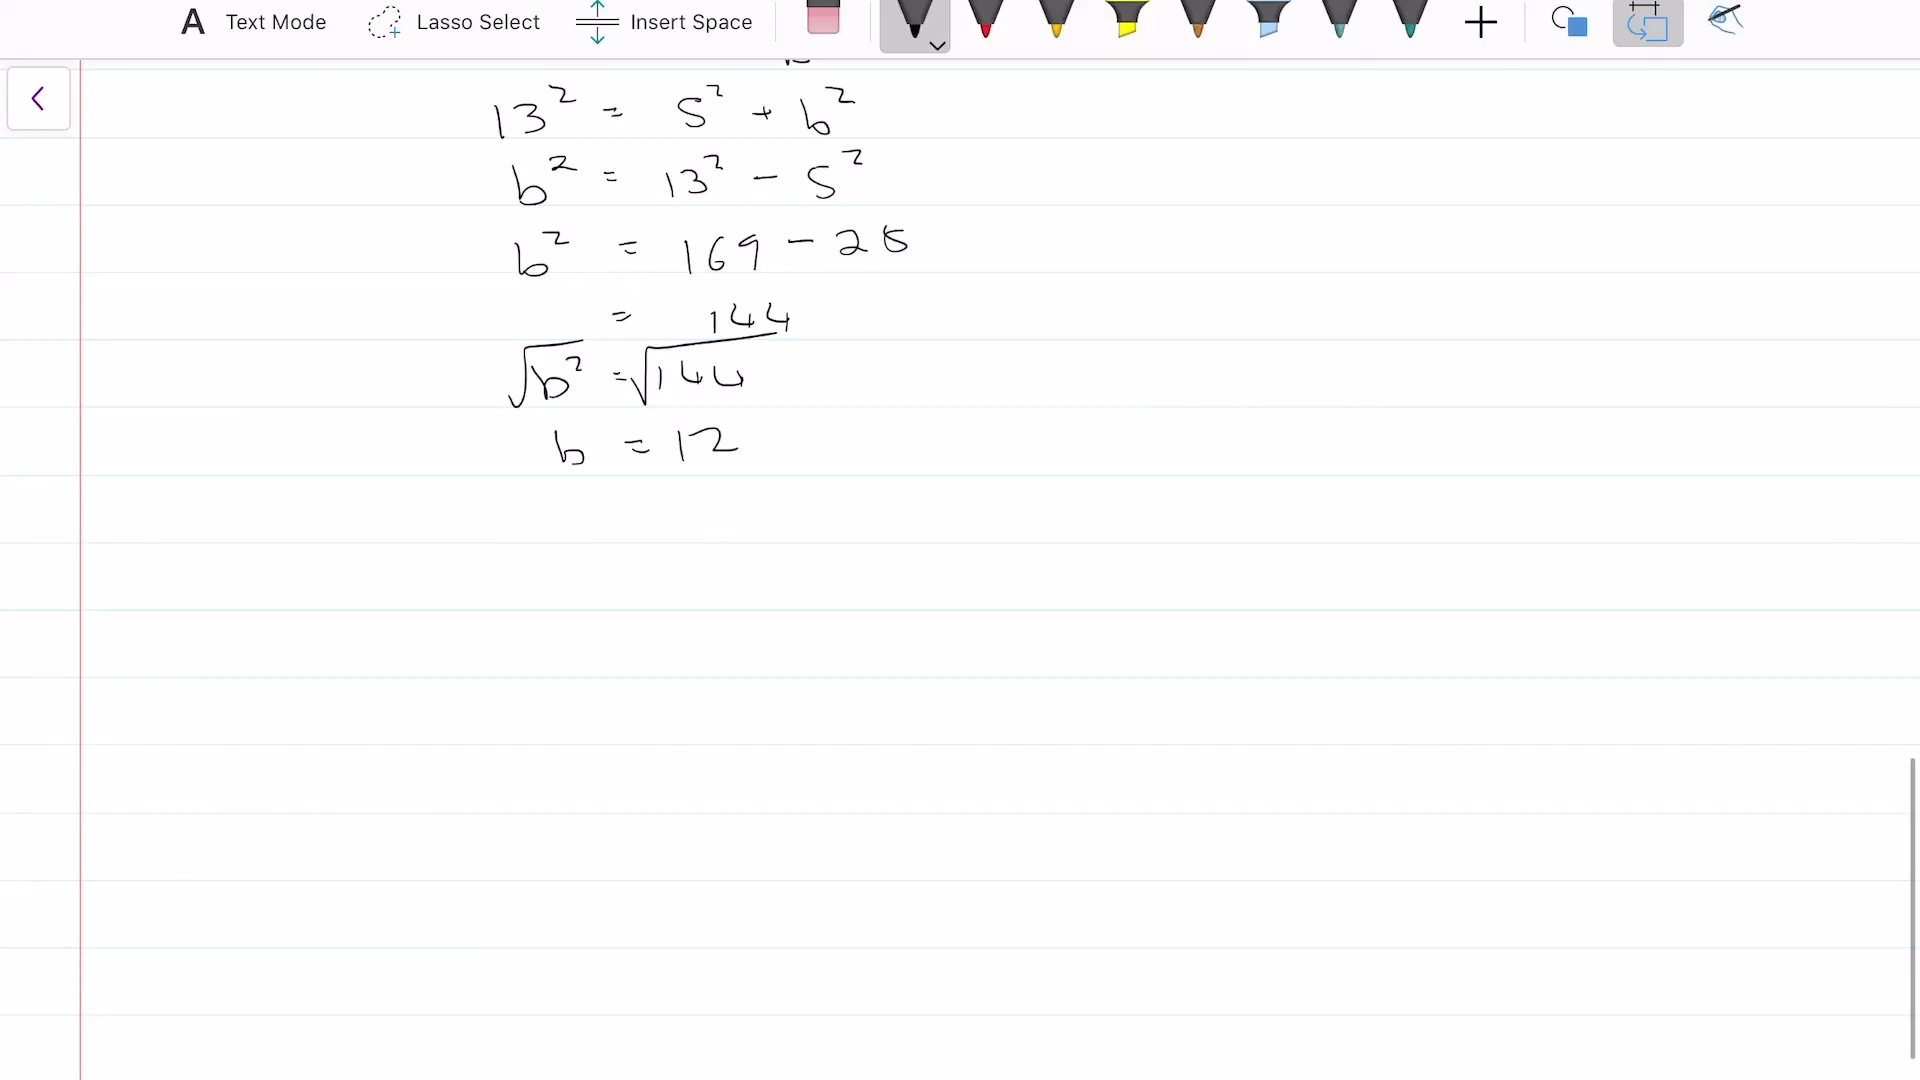 A Text Mode Lasso Select Insert Space
13² = 5² + b²
b² = 13² - 5²
b² = 169 - 25
= 144
√b² = √144
b = 12